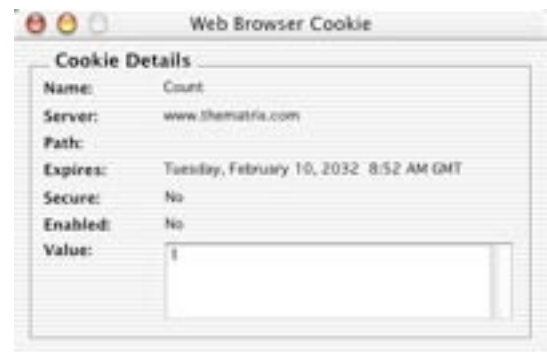 Web Browser Cookie
Cookie Details
Name: Count
Server: www.thematrix.com
Path:
Expires: Tuesday, February 10, 2032 8:52 AM GMT
Secure: No
Enabled: No
Value: 1